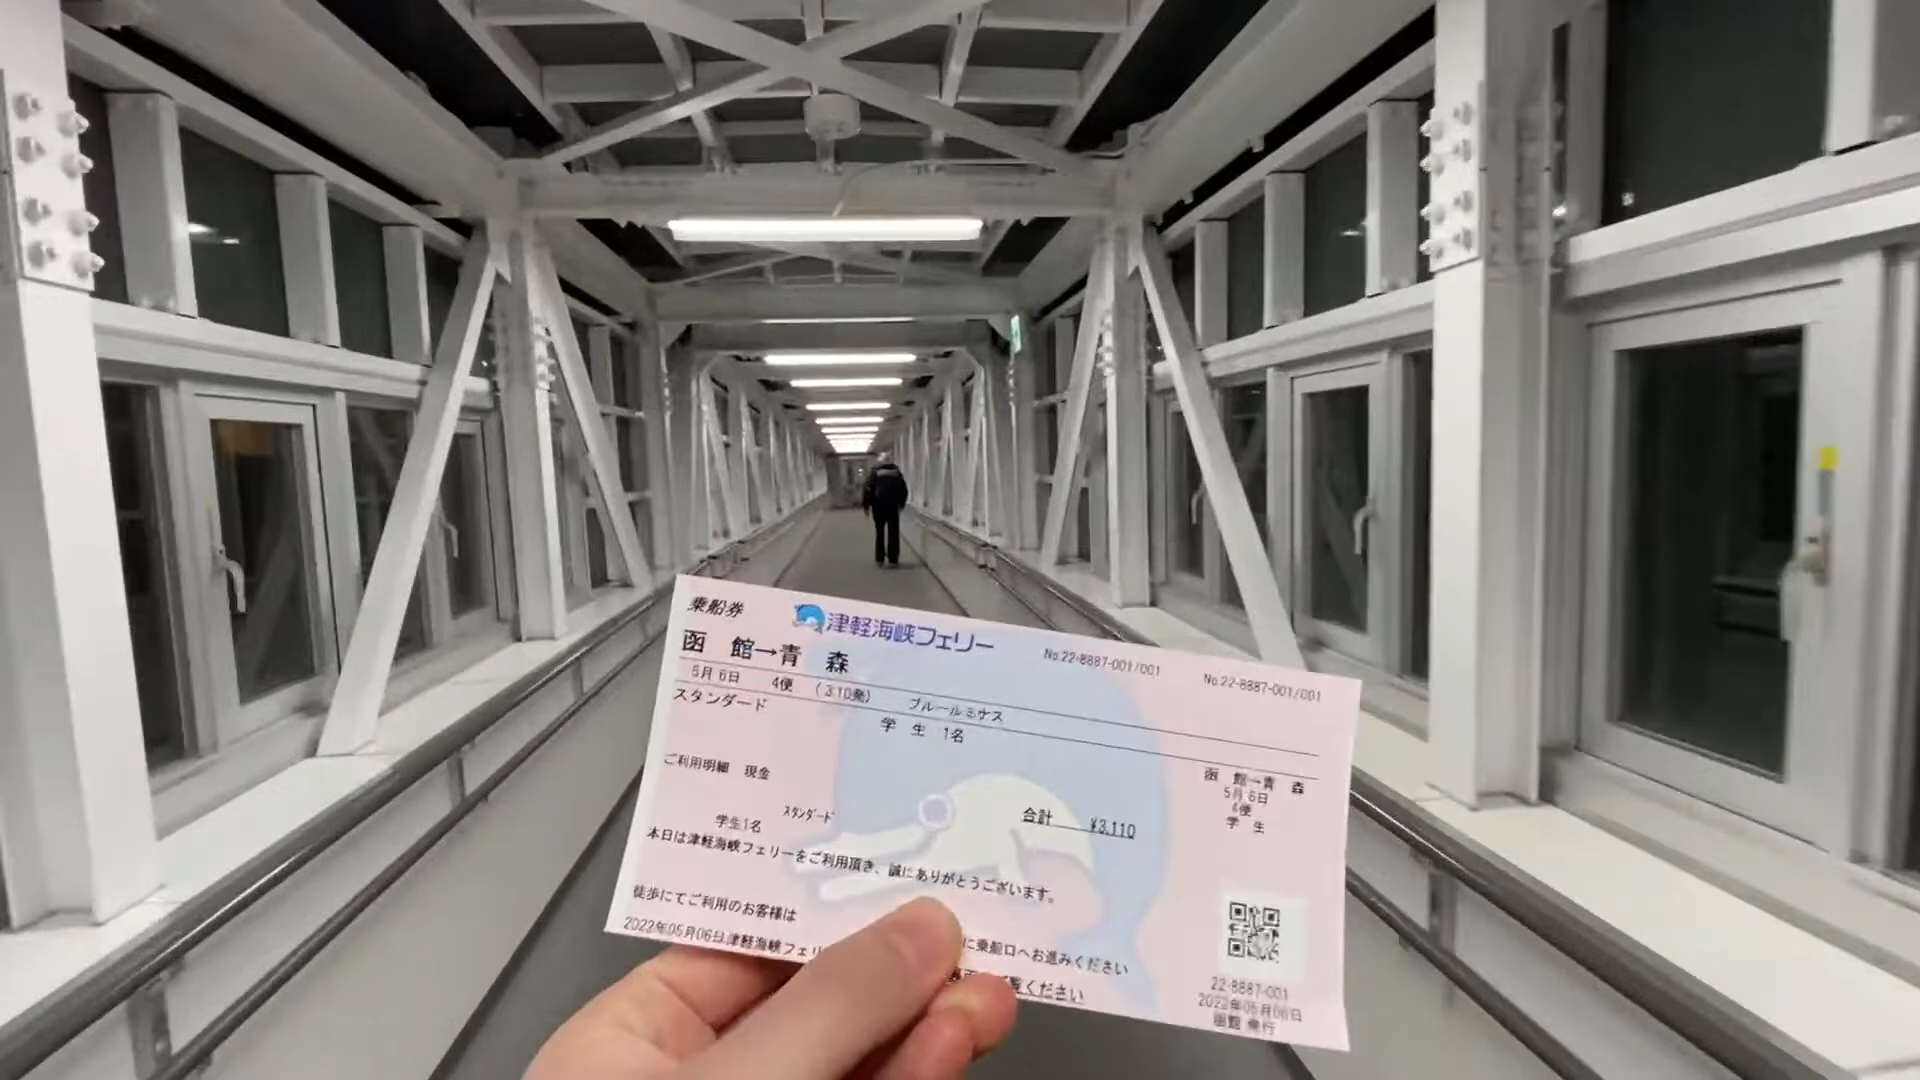 乗船券
津軽海峡フェリー
函 館→青 森
No.22-8887-001/001
No.22-8887-001/001
5月 6日 4便 (3:10発) ブルールミナス
スタンダード
学 生 1名
ご利用明細 現金
スタンダード
学生1名
合計 ¥3,110
函 館→青 森
5月 6日
4便
学 生
本日は津軽海峡フェリーをご利用頂き、誠にありがとうございます。
徒歩にてご利用のお客様は
に乗船口へお進みください
2022年05月06日津軽海峡フェリ
覧ください
22-8887-001
2022年05月06日
函館 発行